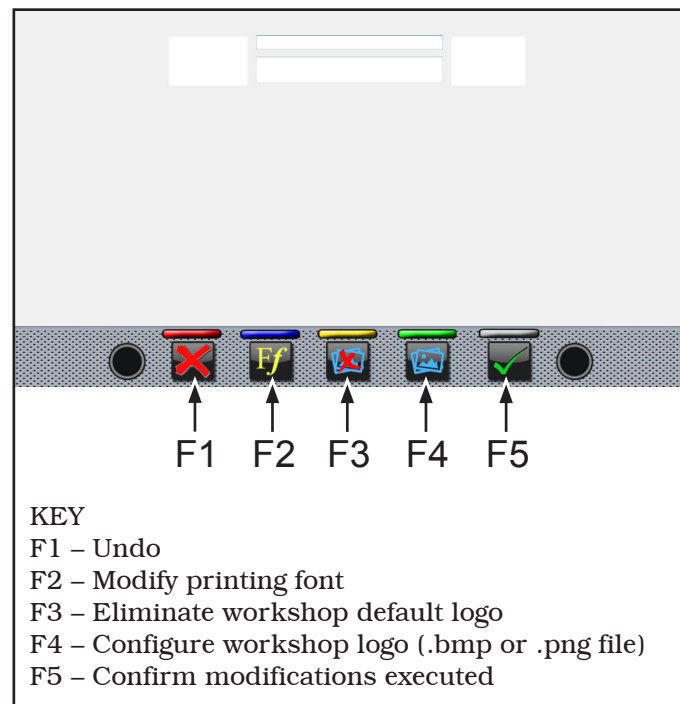 Ff
F1 F2 F3 F4 F5
KEY
F1 – Undo
F2 – Modify printing font
F3 – Eliminate workshop default logo
F4 – Configure workshop logo (.bmp or .png file)
F5 – Confirm modifications executed